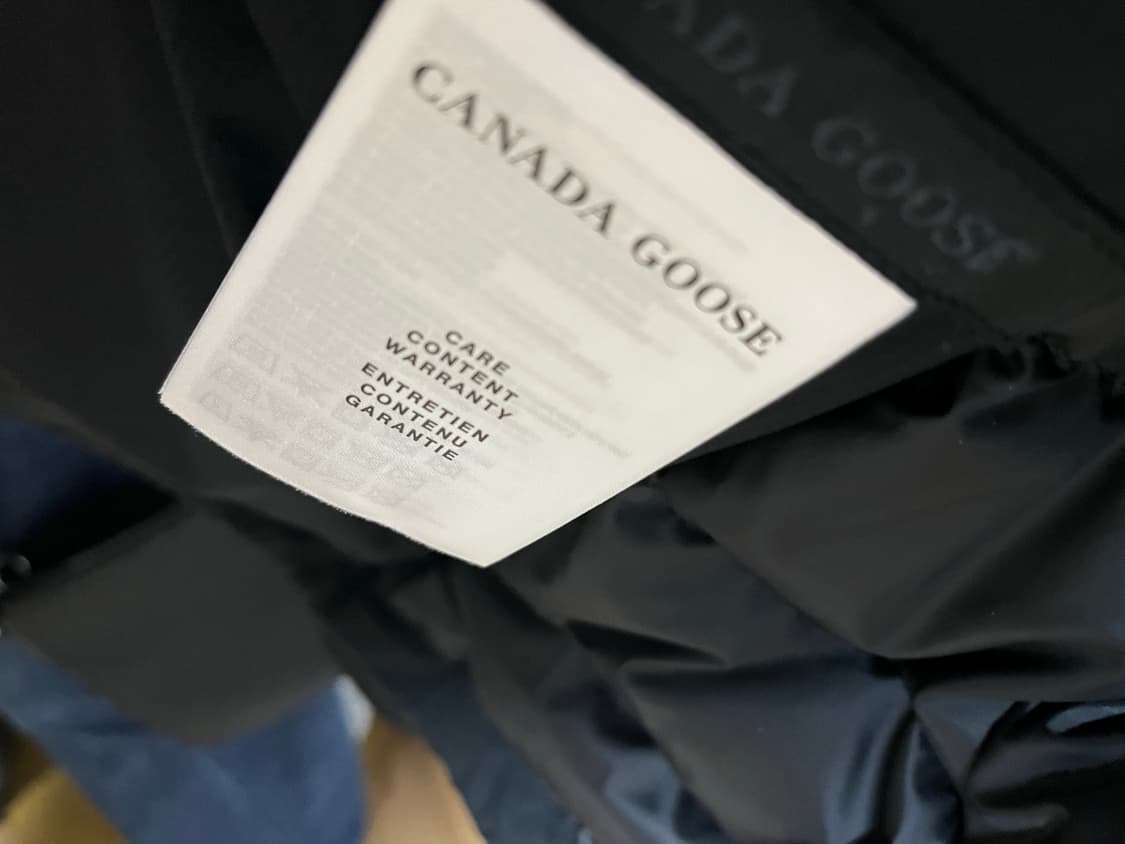 CANADA GOOSE
CARE
CONTENT
WARRANTY
ENTRETIEN
CONTENU
GARANTIE
ADA GOOSE